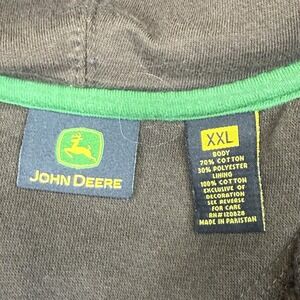 JOHN DEERE
XXL
BODY
70% COTTON
30% POLYESTER
LINING
100% COTTON
EXCLUSIVE OF
DECORATION
SEE REVERSE
FOR CARE
RN# 120828
MADE IN PAKISTAN